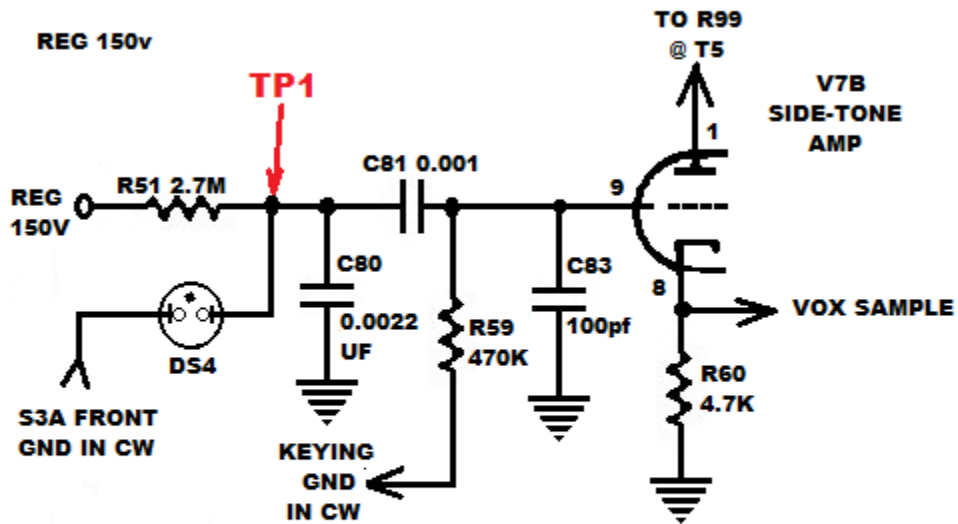 REG 150v
TP1
TO R99
@ T5
V7B
SIDE-TONE
AMP
1
C81 0.001
R51 2.7M
9
REG
150V
C80
0.0022
UF
C83
100pf
8
VOX SAMPLE
R59
470K
DS4
R60
4.7K
S3A FRONT
GND IN CW
KEYING
GND
IN CW